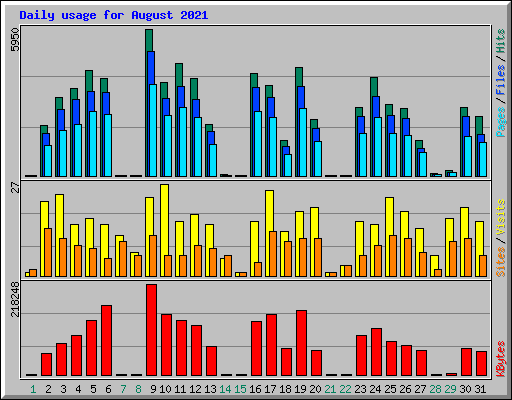 Daily usage for August 2021
5950
Pages / Files / Hits
27
Sites / Visits
218248
KBytes
1 2 3 4 5 6 7 8 9 10 11 12 13 14 15 16 17 18 19 20 21 22 23 24 25 26 27 28 29 30 31